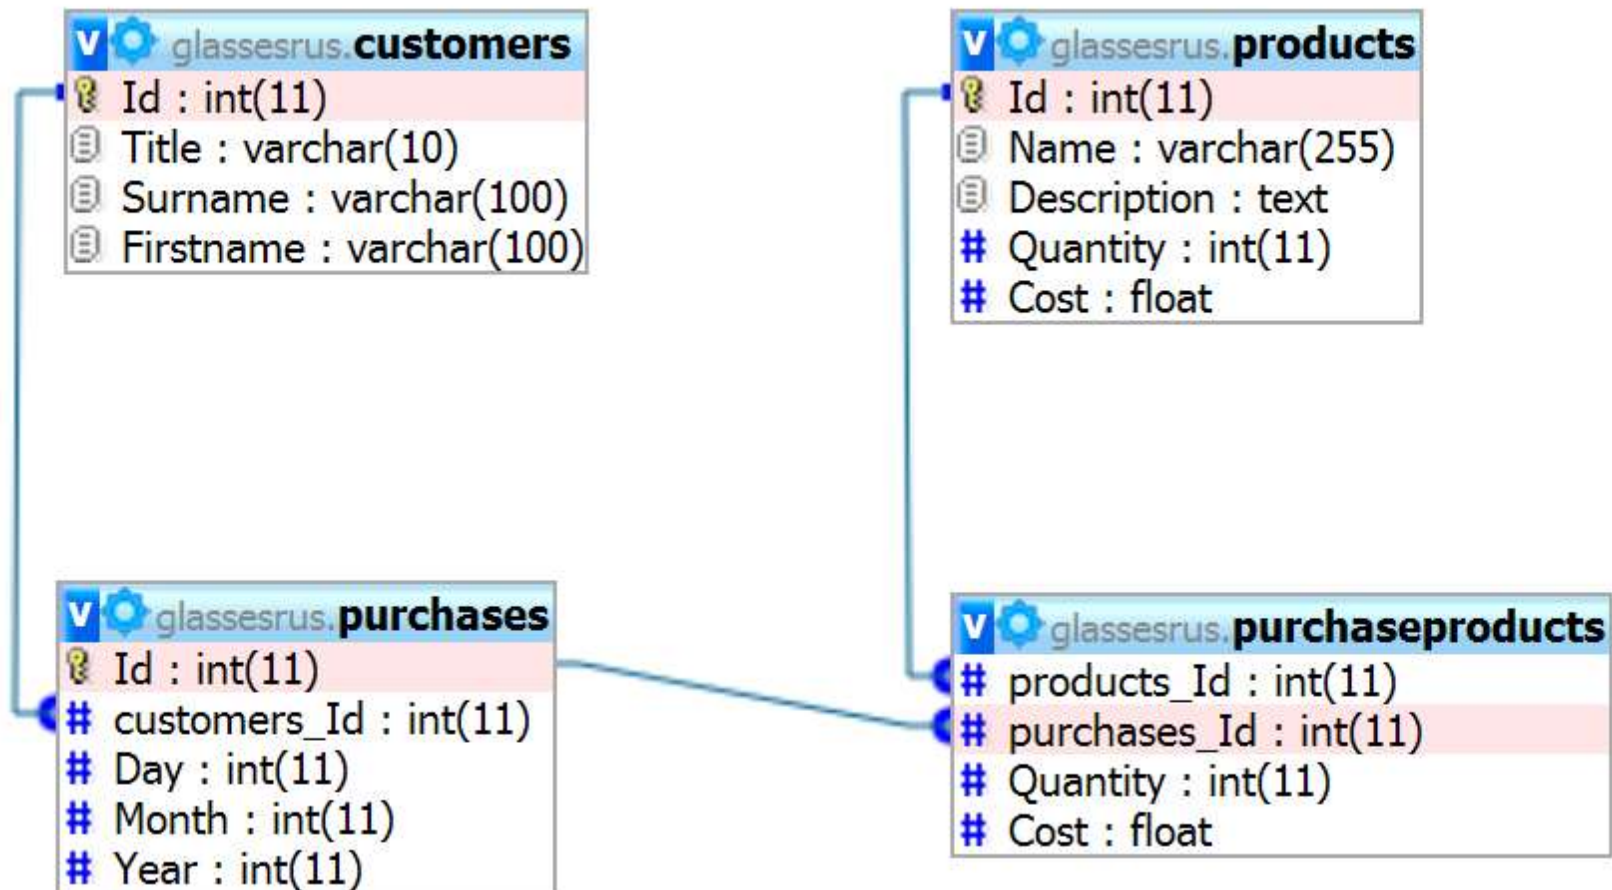 v glassesrus.customers
Id : int(11)
Title : varchar(10)
Surname : varchar(100)
Firstname : varchar(100)
v glassesrus.products
Id : int(11)
Name : varchar(255)
Description : text
# Quantity : int(11)
# Cost : float
v glassesrus.purchases
Id : int(11)
# customers_Id : int(11)
# Day : int(11)
# Month : int(11)
# Year : int(11)
v glassesrus.purchaseproducts
# products_Id : int(11)
# purchases_Id : int(11)
# Quantity : int(11)
# Cost : float